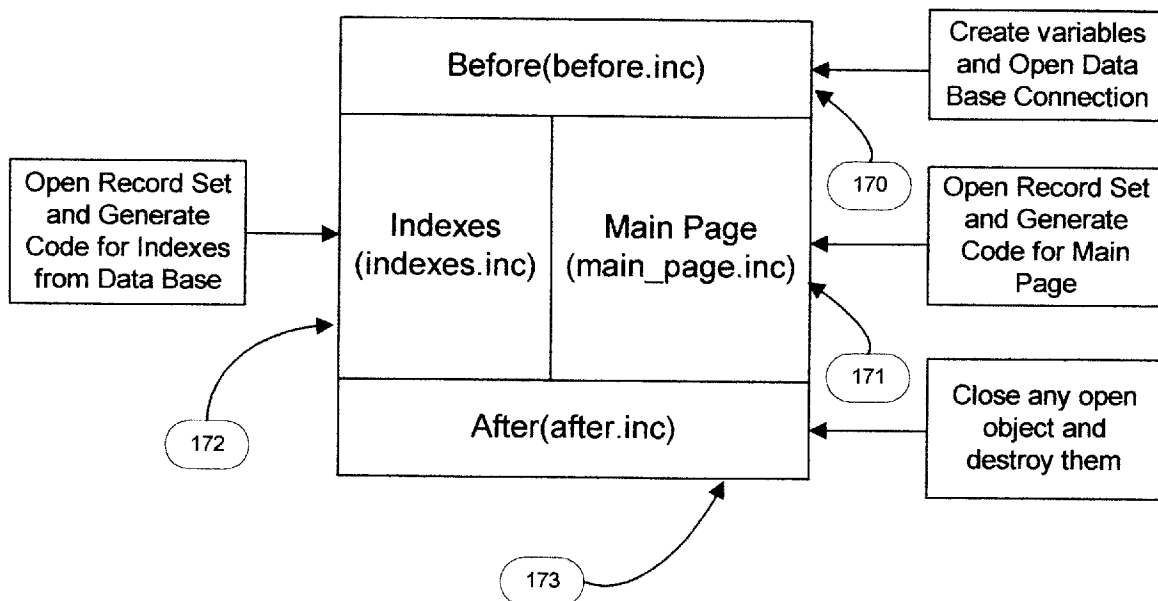 Before(before.inc)
Create variables
and Open Data
Base Connection
170
Open Record Set
and Generate
Code for Indexes
from Data Base
Indexes
(indexes.inc)
Main Page
(main_page.inc)
Open Record Set
and Generate
Code for Main
Page
171
172
After(after.inc)
Close any open
object and
destroy them
173